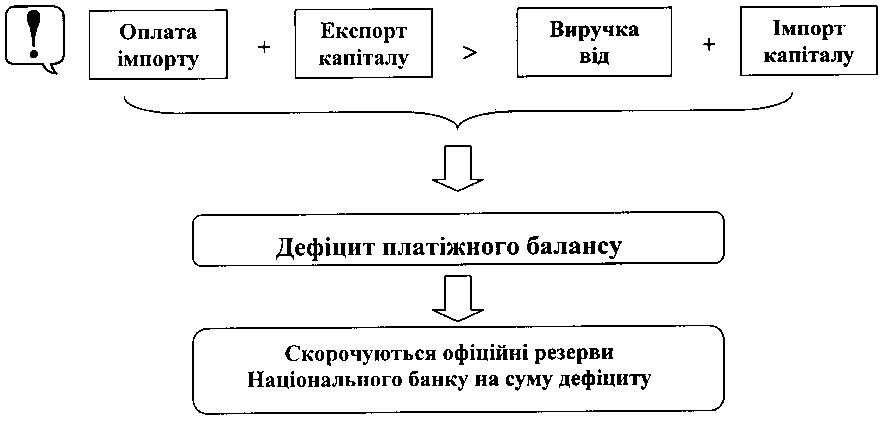 !
Оплата імпорту + Експорт капіталу > Виручка від + Імпорт капіталу
Дефіцит платіжного балансу
Скорочуються офіційні резерви
Національного банку на суму дефіциту